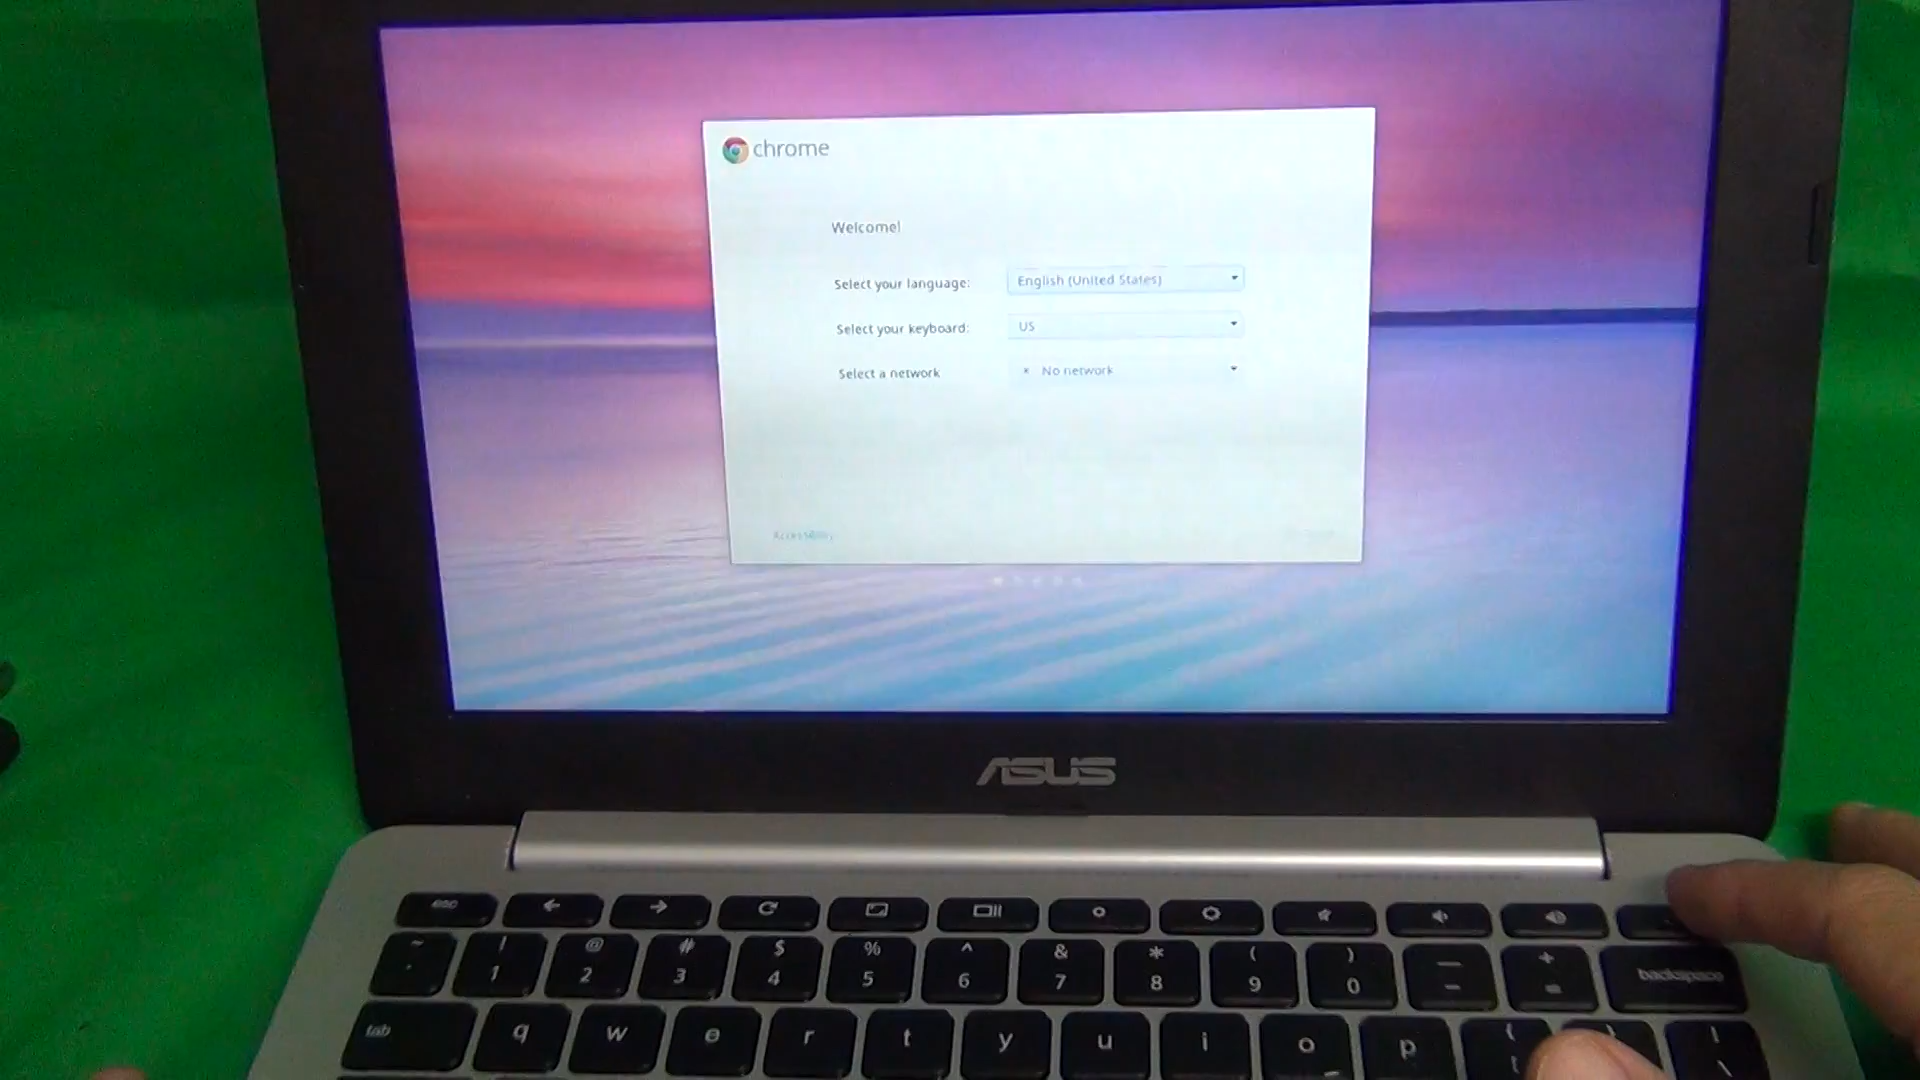 chrome
Welcome!
Select your language: English (United States)
Select your keyboard: US
Select a network × No network
Accessibility
ASUS
esc
~ ! @ # $ % ^ & * ( ) — +
1 2 3 4 5 6 7 8 9 0 - = backspace
tab q w e r t y u i o p { } |
[ \